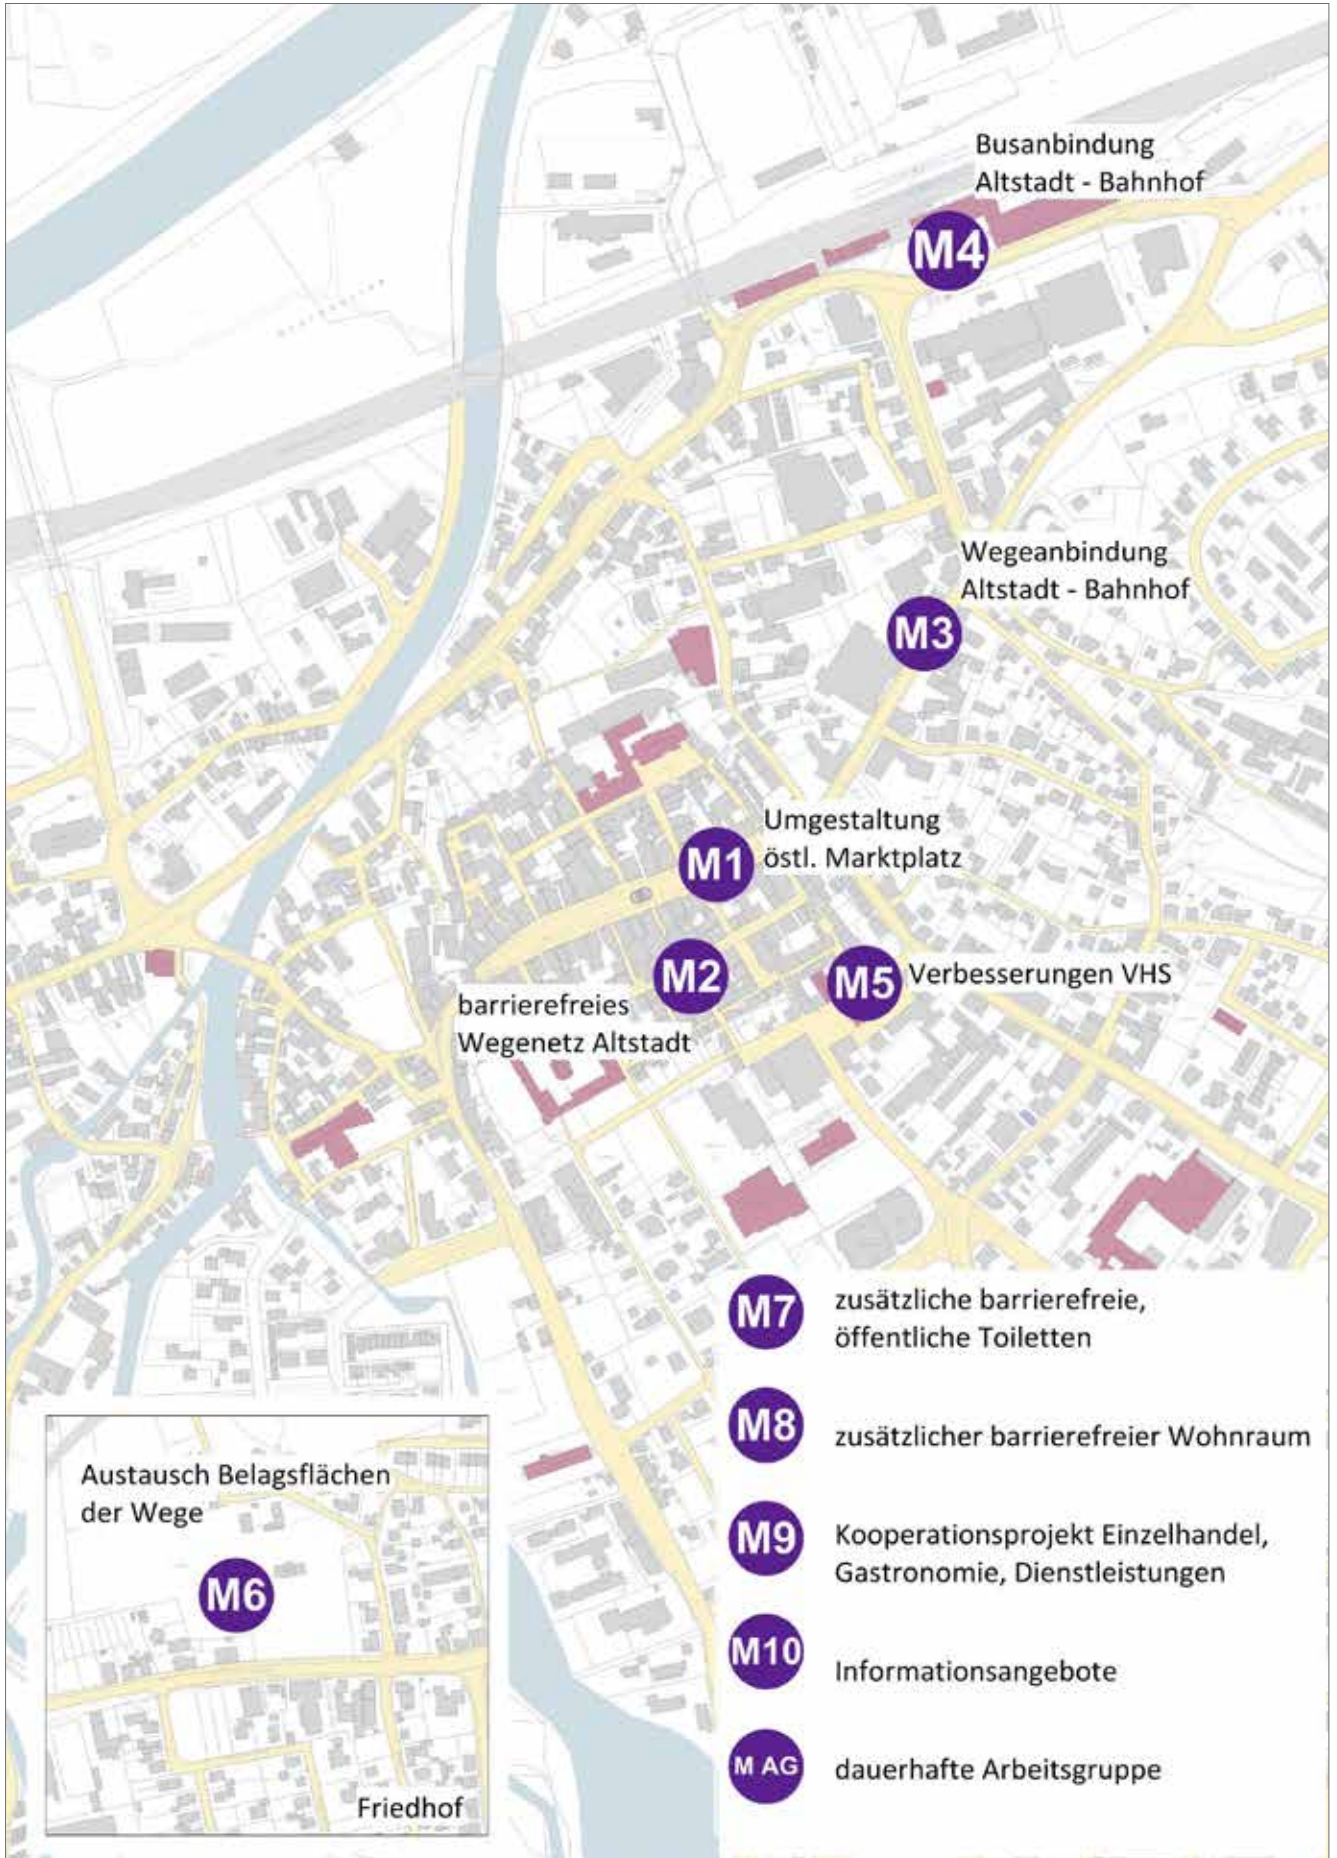 Busanbindung
Altstadt - Bahnhof
M4
Wegeanbindung
Altstadt - Bahnhof
M3
Umgestaltung
östl. Marktplatz
M1
M2
M5
Verbesserungen VHS
barrierefreies
Wegenetz Altstadt
M7
zusätzliche barrierefreie,
öffentliche Toiletten
M8
zusätzlicher barrierefreier Wohnraum
M9
Kooperationsprojekt Einzelhandel,
Gastronomie, Dienstleistungen
M10
Informationsangebote
M AG
dauerhafte Arbeitsgruppe
Austausch Belagsflächen
der Wege
M6
Friedhof